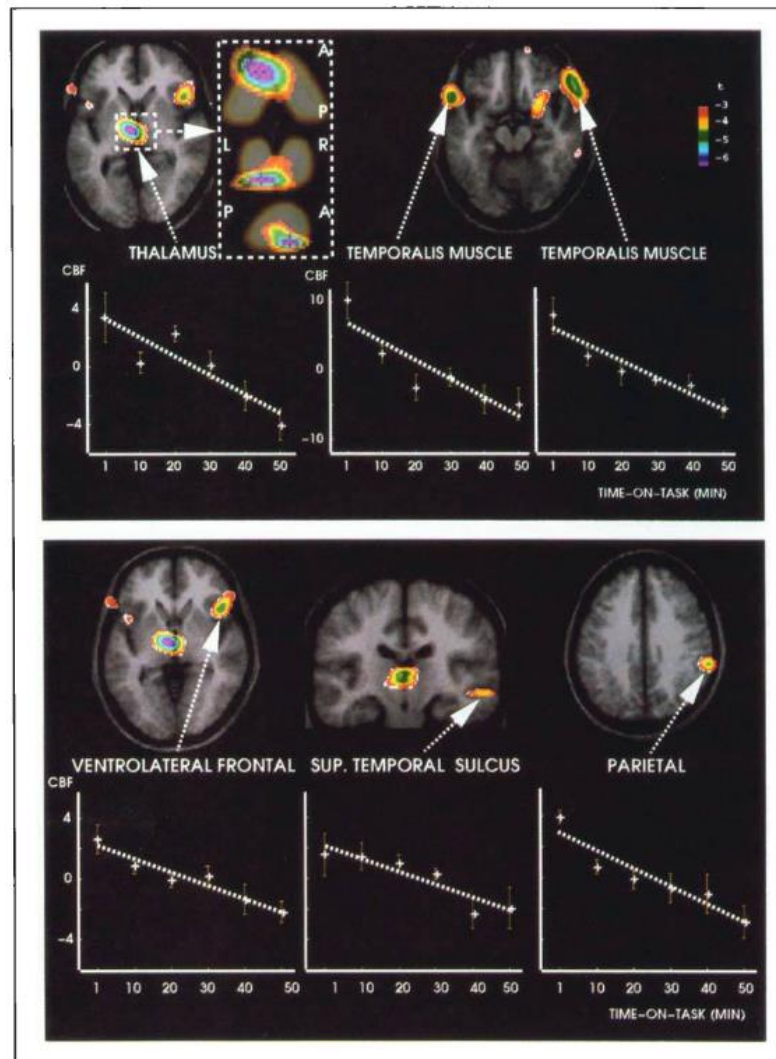 A
P
L R
P A
t
-3
-4
-5
-6
THALAMUS
TEMPORALIS MUSCLE
TEMPORALIS MUSCLE
CBF
4
0
-4
1 10 20 30 40 50
CBF
10
0
-10
1 10 20 30 40 50
1 10 20 30 40 50
TIME-ON-TASK (MIN)
VENTROLATERAL FRONTAL
SUP. TEMPORAL SULCUS
PARIETAL
CBF
4
0
-4
1 10 20 30 40 50
1 10 20 30 40 50
1 10 20 30 40 50
TIME-ON-TASK (MIN)